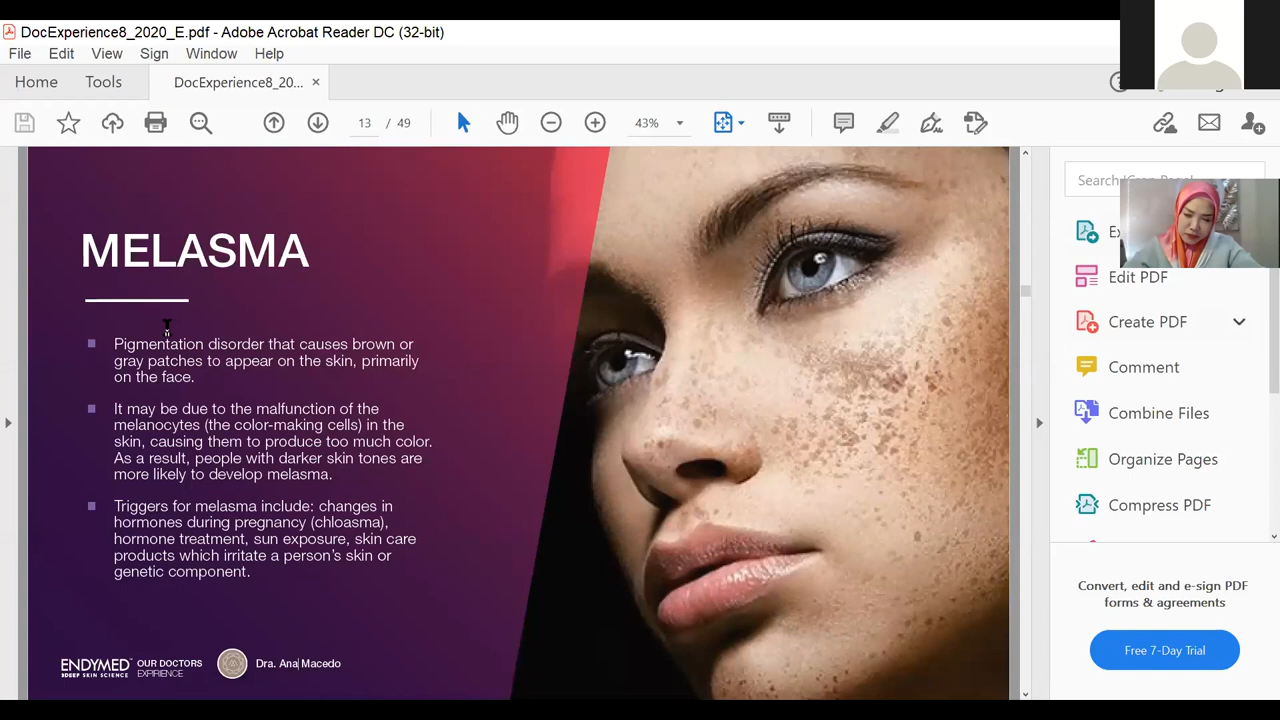 DocExperience8_2020_E.pdf - Adobe Acrobat Reader DC (32-bit)
File Edit View Sign Window Help
Home Tools DocExperience8_20... ×
13 / 49 43%
MELASMA
Pigmentation disorder that causes brown or
gray patches to appear on the skin, primarily
on the face.
It may be due to the malfunction of the
melanocytes (the color-making cells) in the
skin, causing them to produce too much color.
As a result, people with darker skin tones are
more likely to develop melasma.
Triggers for melasma include: changes in
hormones during pregnancy (chloasma),
hormone treatment, sun exposure, skin care
products which irritate a person's skin or
genetic component.
ENDYMED
3DEEP SKIN SCIENCE
OUR DOCTORS
EXPIRIENCE
Dra. Ana Macedo
Edit PDF
Create PDF
Comment
Combine Files
Organize Pages
Compress PDF
Convert, edit and e-sign PDF
forms & agreements
Free 7-Day Trial